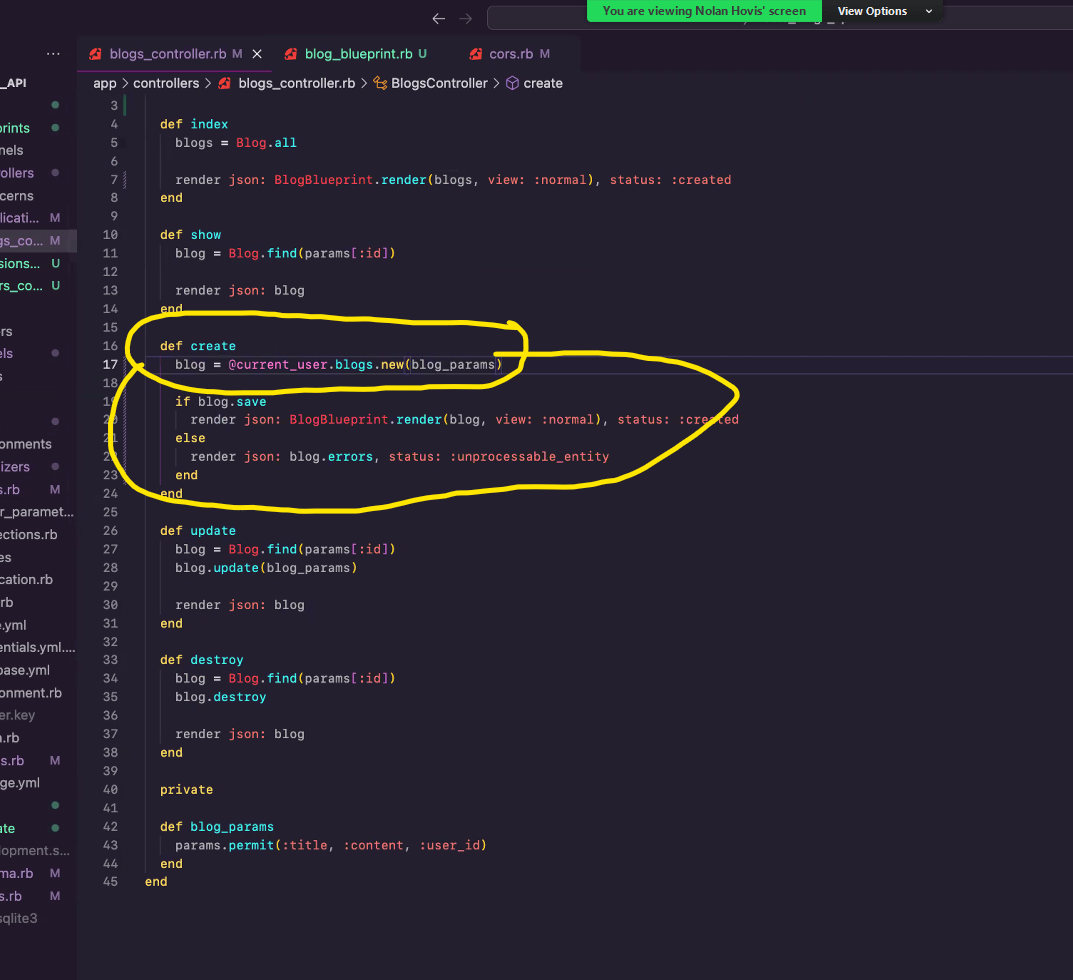 You are viewing Nolan Hovis' screen View Options
blogs_controller.rb M blog_blueprint.rb U cors.rb M
_API
app > controllers > blogs_controller.rb > BlogsController > create
3
4 def index
5 blogs = Blog.all
6
7 render json: BlogBlueprint.render(blogs, view: :normal), status: :created
8 end
9
10 def show
11 blog = Blog.find(params[:id])
12
13 render json: blog
14 end
15
16 def create
17 blog = @current_user.blogs.new(blog_params)
18
19 if blog.save
20 render json: BlogBlueprint.render(blog, view: :normal), status: :created
21 else
22 render json: blog.errors, status: :unprocessable_entity
23 end
24 end
25
26 def update
27 blog = Blog.find(params[:id])
28 blog.update(blog_params)
29
30 render json: blog
31 end
32
33 def destroy
34 blog = Blog.find(params[:id])
35 blog.destroy
36
37 render json: blog
38 end
39
40 private
41
42 def blog_params
43 params.permit(:title, :content, :user_id)
44 end
45 end
rints
nels
ollers
cerns
licati... M
gs_co... M
sions... U
rs_co... U
rs
els
s
onments
izers
s.rb M
r_paramet...
ections.rb
es
cation.rb
rb
.yml
entials.yml....
base.yml
onment.rb
er.key
a.rb
s.rb M
ge.yml
ate
lopment.s...
ma.rb M
s.rb M
sqlite3